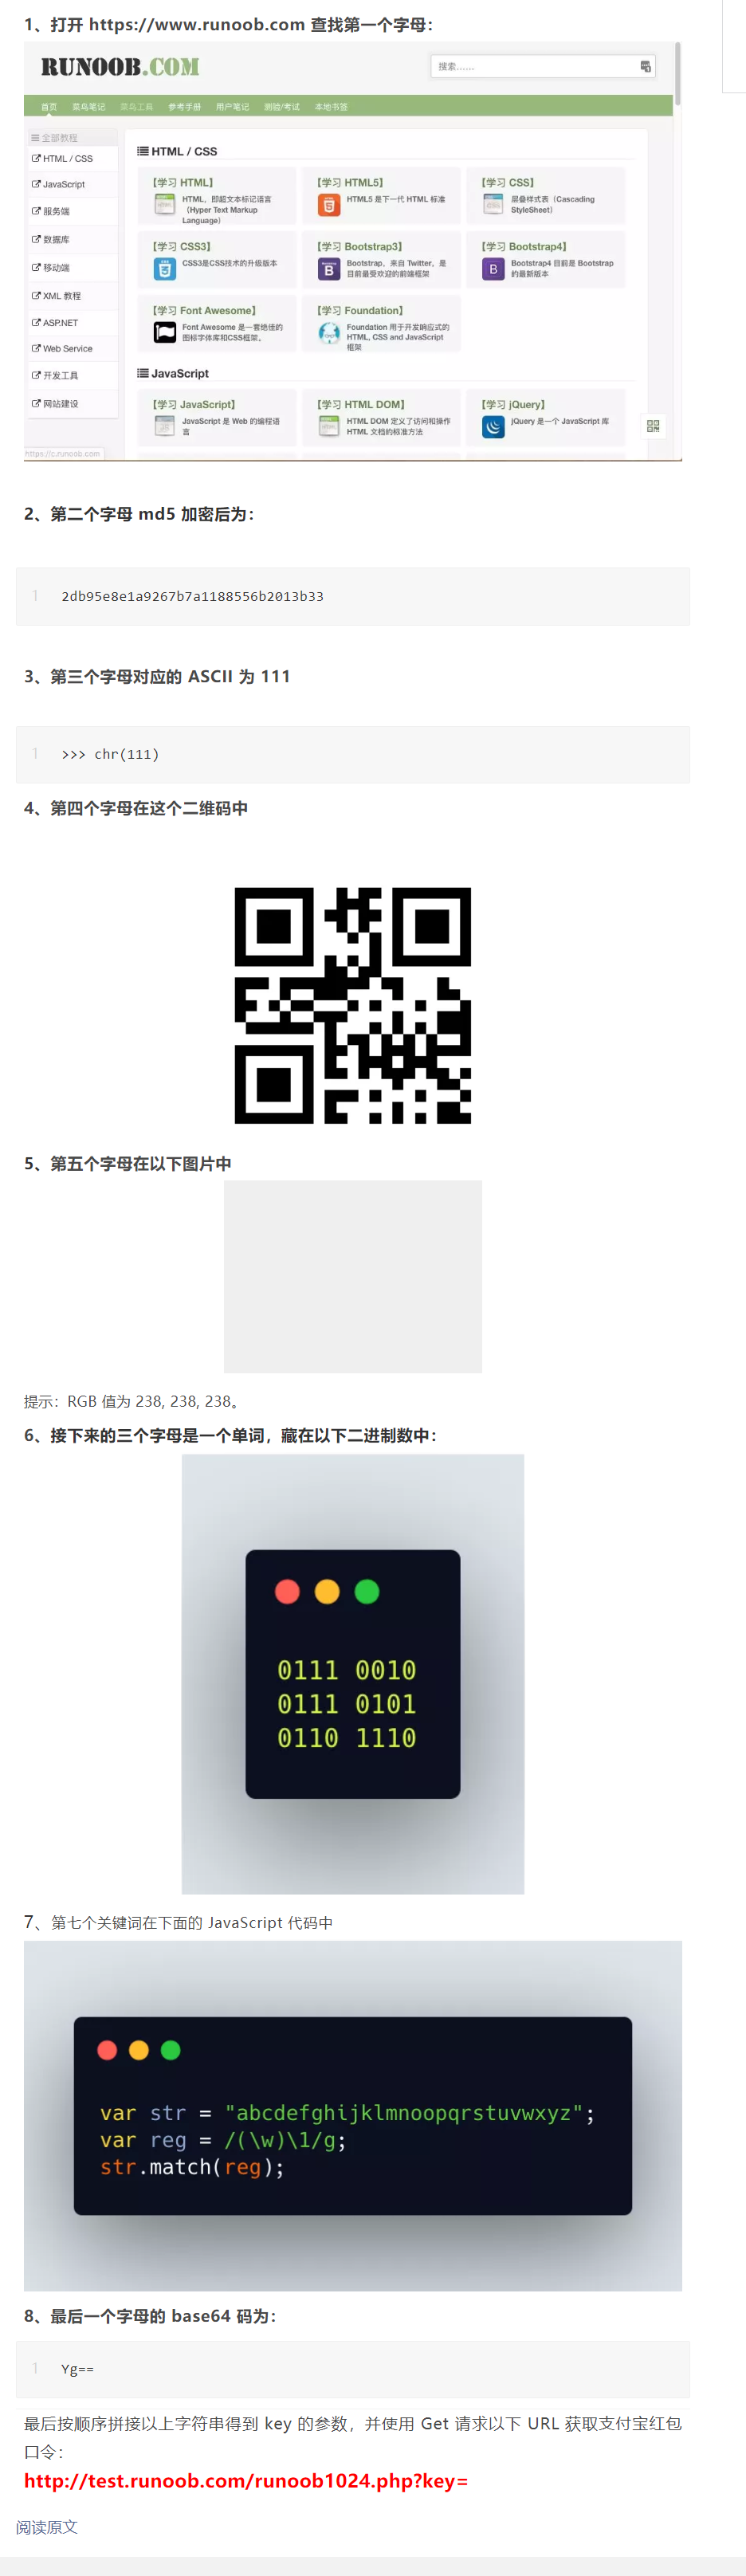 1、打开 https://www.runoob.com 查找第一个字母：
RUNOOB.COM
搜索……
首页 菜鸟笔记 菜鸟工具 参考手册 用户笔记 测验/考试 本地书签
全部教程
HTML / CSS
JavaScript
服务端
数据库
移动端
XML 教程
ASP.NET
Web Service
开发工具
网站建设
HTML / CSS
【学习 HTML】
HTML，即超文本标记语言
（Hyper Text Markup
Language）
【学习 HTML5】
HTML5 是下一代 HTML 标准
【学习 CSS】
层叠样式表（Cascading
StyleSheet）
【学习 CSS3】
CSS3是CSS技术的升级版本
【学习 Bootstrap3】
Bootstrap，来自 Twitter，是
目前最受欢迎的前端框架
【学习 Bootstrap4】
Bootstrap4 目前是 Bootstrap
的最新版本
【学习 Font Awesome】
Font Awesome 是一套绝佳的
图标字体库和CSS框架。
【学习 Foundation】
Foundation 用于开发响应式的
HTML, CSS and JavaScript
框架
JavaScript
【学习 JavaScript】
JavaScript 是 Web 的编程语
言
【学习 HTML DOM】
HTML DOM 定义了访问和操作
HTML 文档的标准方法
【学习 jQuery】
jQuery 是一个 JavaScript 库
https://c.runoob.com
2、第二个字母 md5 加密后为：
1 2db95e8e1a9267b7a1188556b2013b33
3、第三个字母对应的 ASCII 为 111
1 >>> chr(111)
4、第四个字母在这个二维码中
5、第五个字母在以下图片中
提示：RGB 值为 238, 238, 238。
6、接下来的三个字母是一个单词，藏在以下二进制数中：
0111 0010
0111 0101
0110 1110
7、第七个关键词在下面的 JavaScript 代码中
var str = "abcdefghijklmnoopqrstuvwxyz";
var reg = /(\w)\1/g;
str.match(reg);
8、最后一个字母的 base64 码为：
1 Yg==
最后按顺序拼接以上字符串得到 key 的参数，并使用 Get 请求以下 URL 获取支付宝红包
口令：
http://test.runoob.com/runoob1024.php?key=
阅读原文